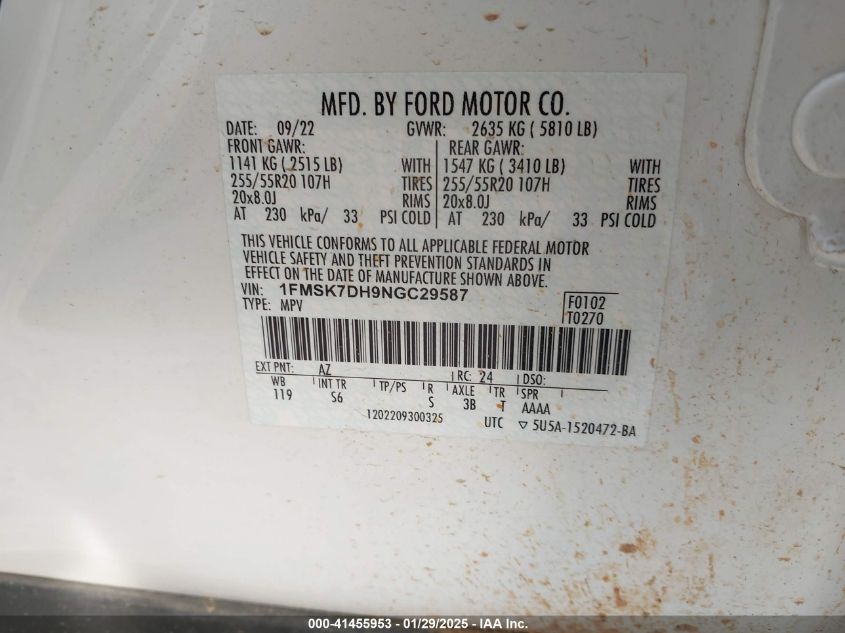 MFD. BY FORD MOTOR CO.
DATE: 09/22 GVWR: 2635 KG ( 5810 LB)
FRONT GAWR: REAR GAWR:
1141 KG ( 2515 LB) WITH 1547 KG ( 3410 LB) WITH
255/55R20 107H TIRES 255/55R20 107H TIRES
20x8.0J RIMS 20x8.0J RIMS
AT 230 kPa/ 33 PSI COLD AT 230 kPa/ 33 PSI COLD
THIS VEHICLE CONFORMS TO ALL APPLICABLE FEDERAL MOTOR
VEHICLE SAFETY AND THEFT PREVENTION STANDARDS IN
EFFECT ON THE DATE OF MANUFACTURE SHOWN ABOVE.
VIN: 1FMSK7DH9NGC29587 F0102
TYPE: MPV T0270
EXT PNT: AZ RC: 24 DSO:
WB INT TR TP/PS R AXLE TR SPR
119 S6 S 3B T AAAA
1202209300325 UTC ▽ 5U5A-1520472-BA
000-41455953 / 01/29/2025 - IAA Inc.